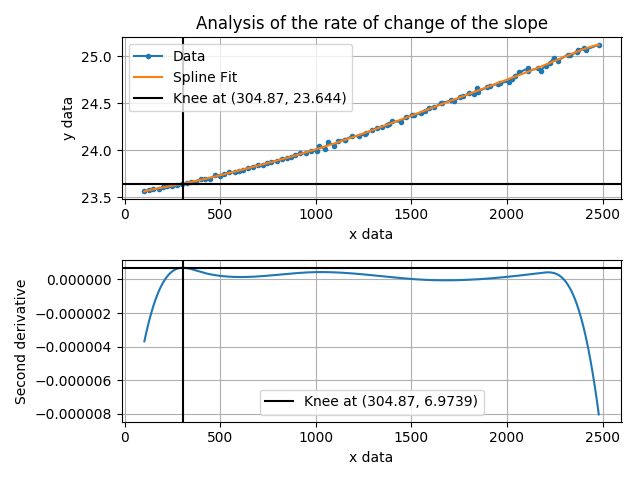 Analysis of the rate of change of the slope
Data
Spline Fit
Knee at (304.87, 23.644)
y data
25.0
24.5
24.0
23.5
0 500 1000 1500 2000 2500
x data
Second derivative
0.000000
−0.000002
−0.000004
−0.000006
−0.000008
Knee at (304.87, 6.9739)
0 500 1000 1500 2000 2500
x data